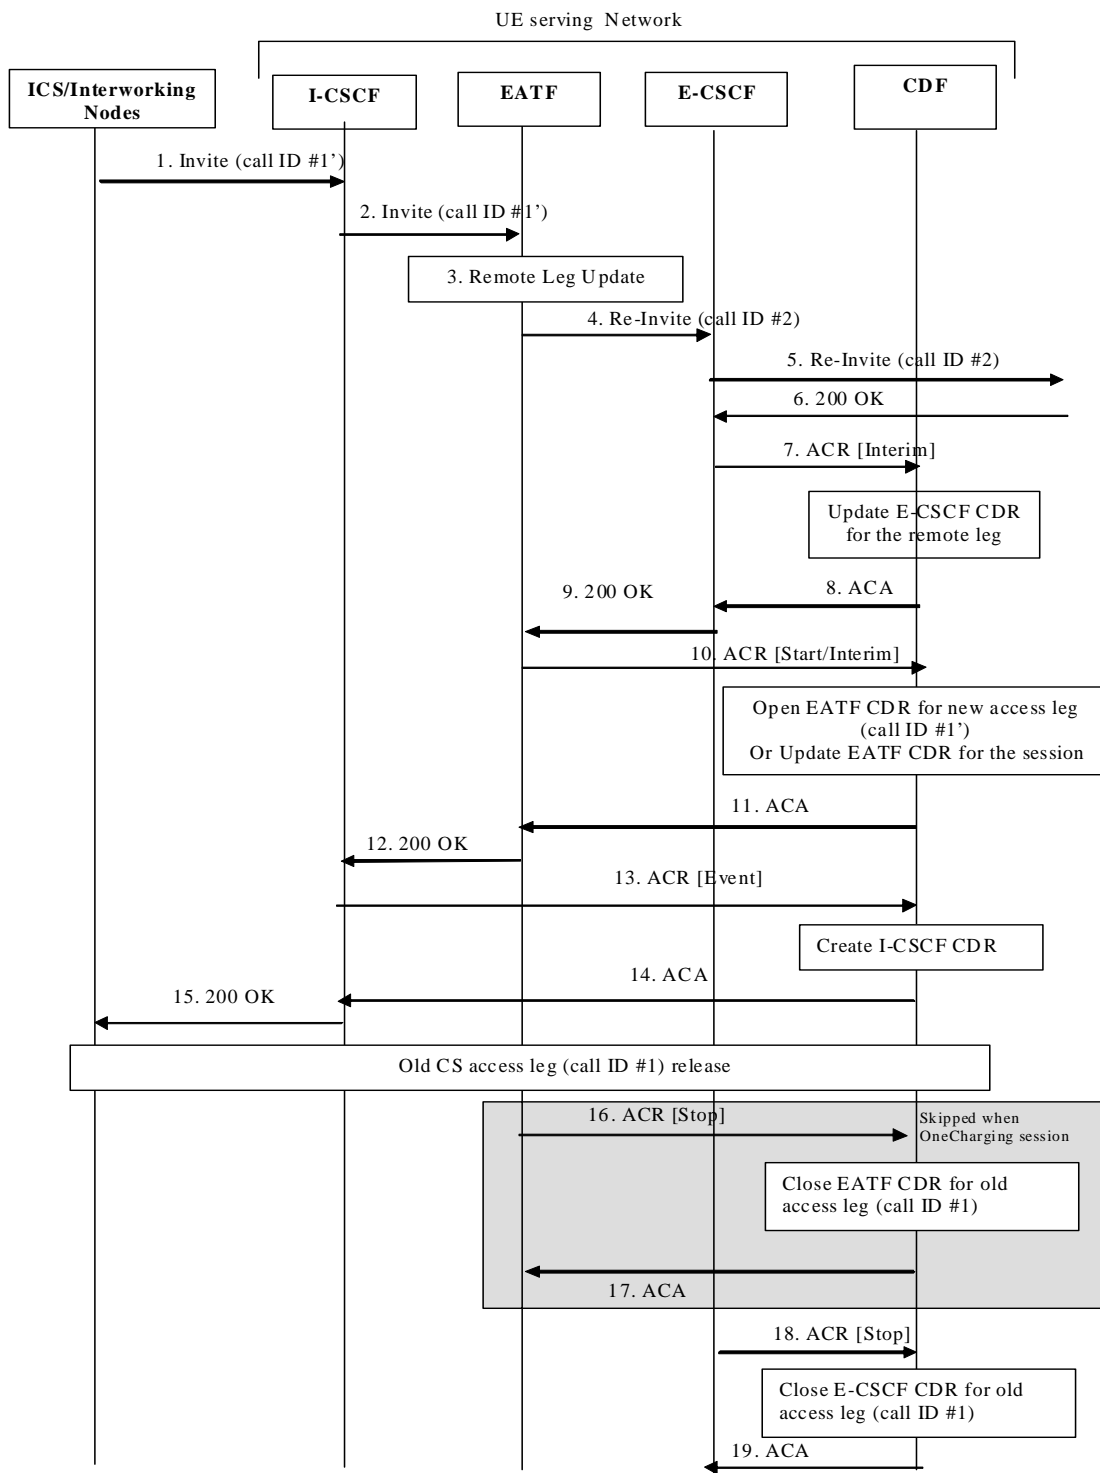 UE serving Network
ICS/Interworking
Nodes
I-CSCF
EATF
E-CSCF
CDF
1. Invite (call ID #1’)
2. Invite (call ID #1’)
3. Remote Leg Update
4. Re-Invite (call ID #2)
5. Re-Invite (call ID #2)
6. 200 OK
7. ACR [Interim]
Update E-CSCF CDR
for the remote leg
8. ACA
9. 200 OK
10. ACR [Start/Interim]
Open EATF CDR for new access leg
(call ID #1’)
Or Update EATF CDR for the session
11. ACA
12. 200 OK
13. ACR [Event]
Create I-CSCF CDR
14. ACA
15. 200 OK
Old CS access leg (call ID #1) release
16. ACR [Stop]
Skipped when
OneCharging session
Close EATF CDR for old
access leg (call ID #1)
17. ACA
18. ACR [Stop]
Close E-CSCF CDR for old
access leg (call ID #1)
19. ACA